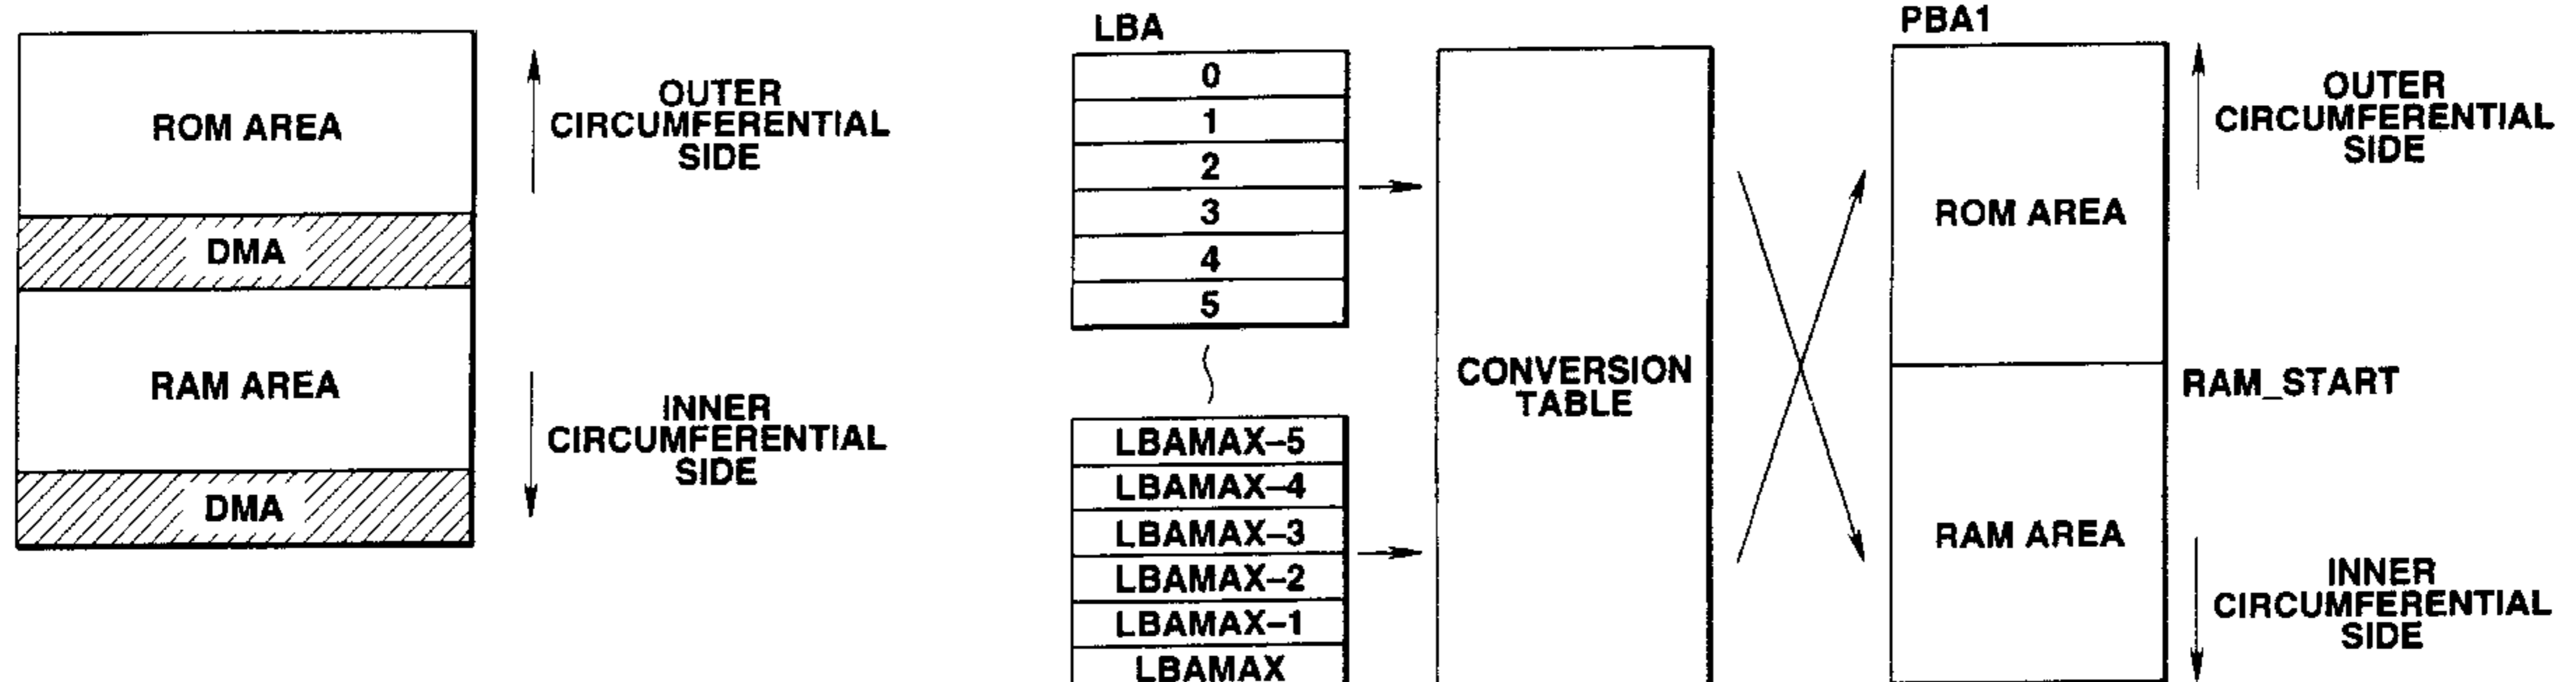 ROM AREA
DMA
RAM AREA
DMA
OUTER
CIRCUMFERENTIAL
SIDE
INNER
CIRCUMFERENTIAL
SIDE
LBA
0
1
2
3
4
5
LBAMAX–5
LBAMAX–4
LBAMAX–3
LBAMAX–2
LBAMAX–1
LBAMAX
CONVERSION
TABLE
PBA1
ROM AREA
RAM AREA
RAM_START
OUTER
CIRCUMFERENTIAL
SIDE
INNER
CIRCUMFERENTIAL
SIDE